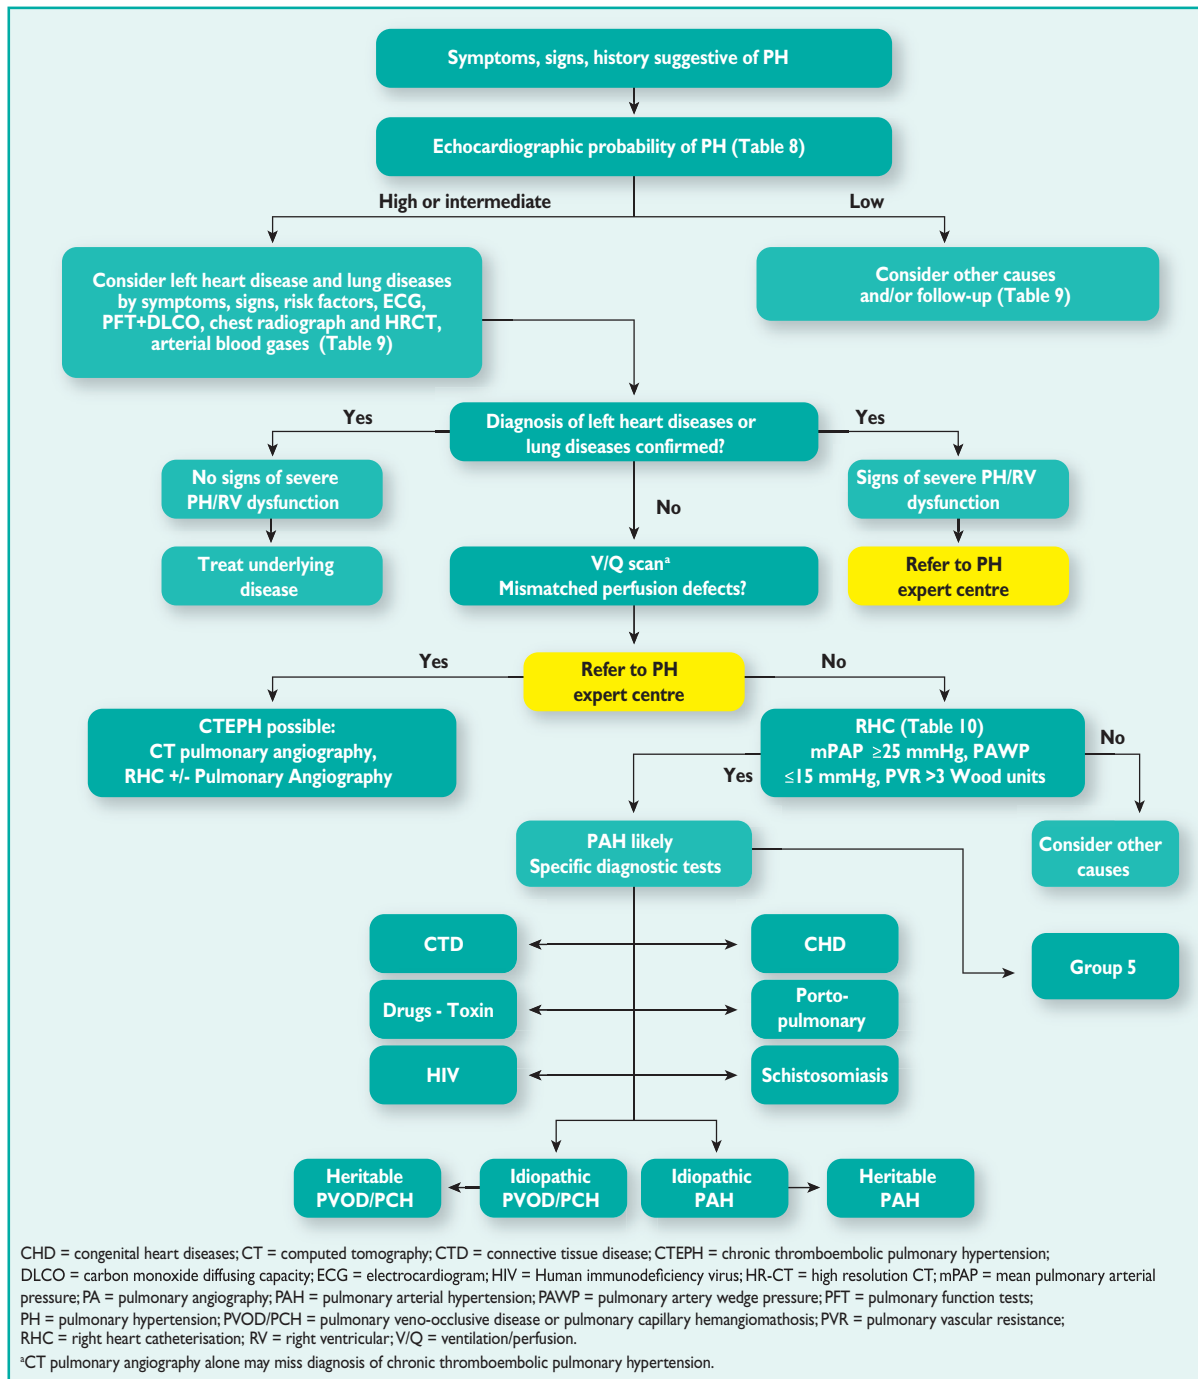 Symptoms, signs, history suggestive of PH
Echocardiographic probability of PH (Table 8)
High or intermediate
Low
Consider left heart disease and lung diseases
by symptoms, signs, risk factors, ECG,
PFT+DLCO, chest radiograph and HRCT,
arterial blood gases (Table 9)
Consider other causes
and/or follow-up (Table 9)
Yes
Diagnosis of left heart diseases or
lung diseases confirmed?
Yes
No signs of severe
PH/RV dysfunction
Signs of severe PH/RV
dysfunction
No
Treat underlying
disease
V/Q scanª
Mismatched perfusion defects?
Refer to PH
expert centre
Yes
Refer to PH
expert centre
No
CTEPH possible:
CT pulmonary angiography,
RHC +/- Pulmonary Angiography
RHC (Table 10)
mPAP ≥25 mmHg, PAWP
≤15 mmHg, PVR >3 Wood units
No
Yes
PAH likely
Specific diagnostic tests
Consider other
causes
CTD
CHD
Group 5
Drugs - Toxin
Porto-
pulmonary
HIV
Schistosomiasis
Heritable
PVOD/PCH
Idiopathic
PVOD/PCH
Idiopathic
PAH
Heritable
PAH
CHD = congenital heart diseases; CT = computed tomography; CTD = connective tissue disease; CTEPH = chronic thromboembolic pulmonary hypertension;
DLCO = carbon monoxide diffusing capacity; ECG = electrocardiogram; HIV = Human immunodeficiency virus; HR-CT = high resolution CT; mPAP = mean pulmonary arterial
pressure; PA = pulmonary angiography; PAH = pulmonary arterial hypertension; PAWP = pulmonary artery wedge pressure; PFT = pulmonary function tests;
PH = pulmonary hypertension; PVOD/PCH = pulmonary veno-occlusive disease or pulmonary capillary hemangiomathosis; PVR = pulmonary vascular resistance;
RHC = right heart catheterisation; RV = right ventricular; V/Q = ventilation/perfusion.
ªCT pulmonary angiography alone may miss diagnosis of chronic thromboembolic pulmonary hypertension.